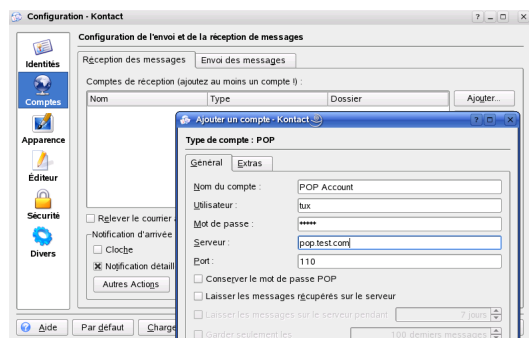 Configuration - Kontact
Configuration de l'envoi et de la réception de messages
Identités
Comptes
Apparence
Éditeur
Sécurité
Divers
Réception des messages
Envoi des messages
Comptes de réception (ajoutez au moins un compte !) :
Nom
Type
Dossier
Ajouter...
Relever le courrier
Notification d'arrivée
Cloche
Notification détaill
Autres Actions
Aide
Par défaut
Charge
Ajouter un compte - Kontact
Type de compte : POP
Général
Extras
Nom du compte :
POP Account
Utilisateur :
tux
Mot de passe :
*****
Serveur :
pop.test.com
Port :
110
Conserver le mot de passe POP
Laisser les messages récupérés sur le serveur
Laisser les messages sur le serveur pendant
7 jours
Garder seulement les
100 derniers messages